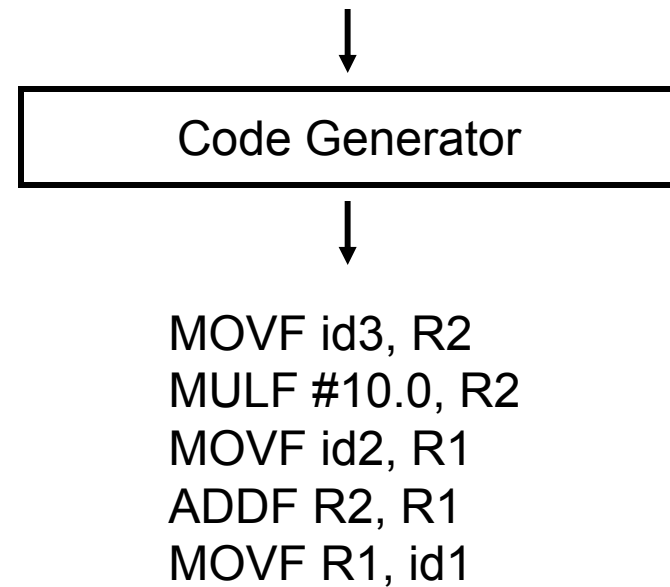 Code Generator
MOVF id3, R2
MULF #10.0, R2
MOVF id2, R1
ADDF R2, R1
MOVF R1, id1